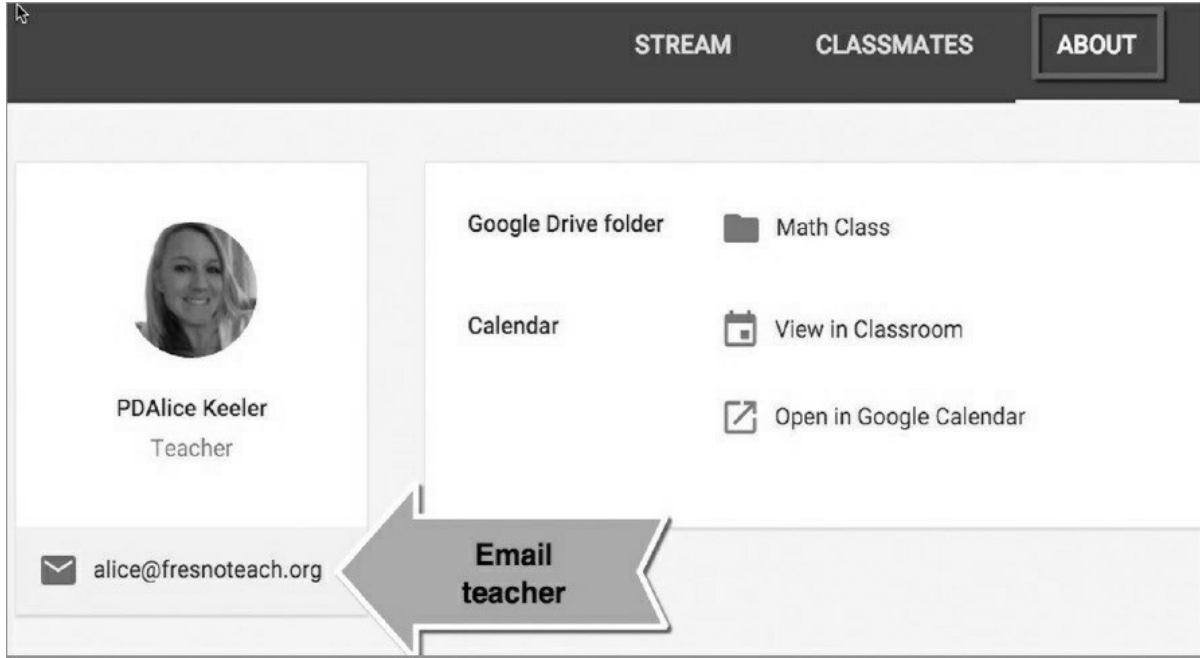 STREAM CLASSMATES ABOUT
Google Drive folder Math Class
Calendar View in Classroom
Open in Google Calendar
PDAlice Keeler
Teacher
alice@fresnoteach.org
Email
teacher